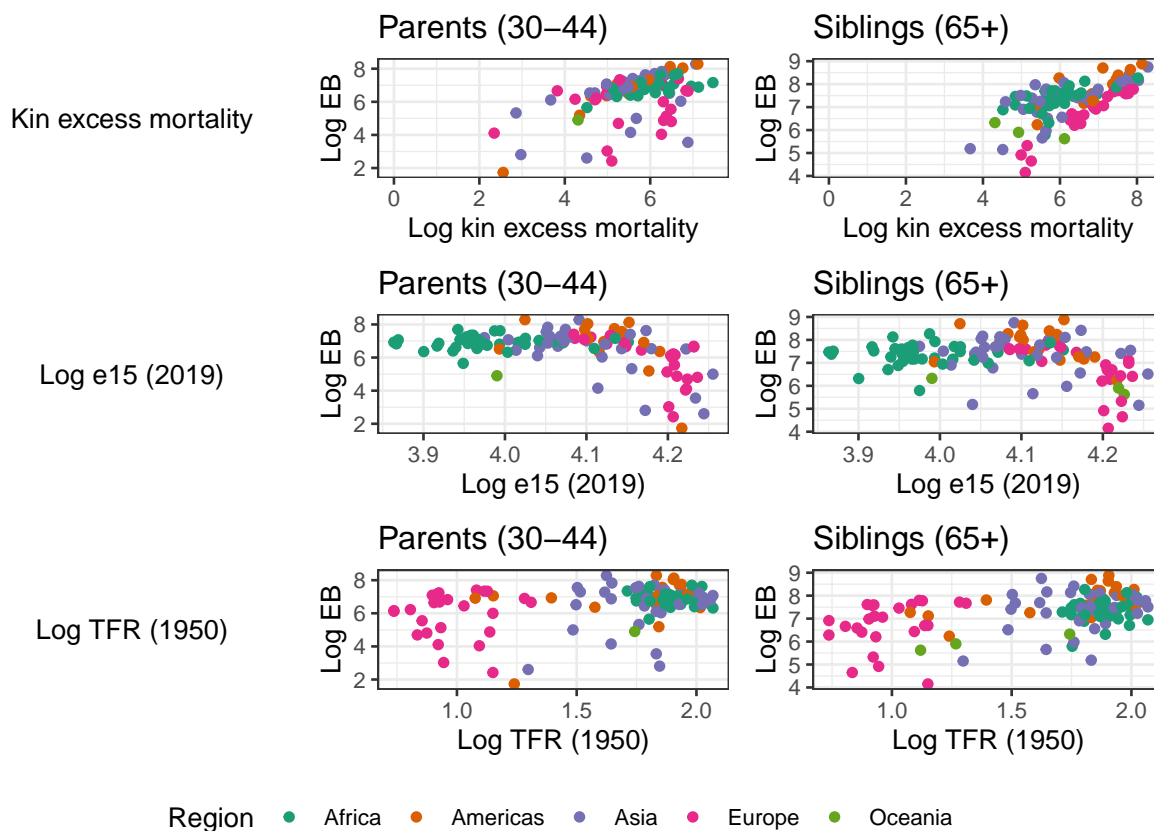 Parents (30−44)
Siblings (65+)
Kin excess mortality
Log EB
8
6
4
2
0
2
4
6
Log kin excess mortality
Log EB
9
8
7
6
5
4
0
2
4
6
8
Log kin excess mortality
Parents (30−44)
Siblings (65+)
Log e15 (2019)
Log EB
8
6
4
2
3.9
4.0
4.1
4.2
Log e15 (2019)
Log EB
9
8
7
6
5
4
3.9
4.0
4.1
4.2
Log e15 (2019)
Parents (30−44)
Siblings (65+)
Log TFR (1950)
Log EB
8
6
4
2
1.0
1.5
2.0
Log TFR (1950)
Log EB
9
8
7
6
5
4
1.0
1.5
2.0
Log TFR (1950)
Region Africa Americas Asia Europe Oceania